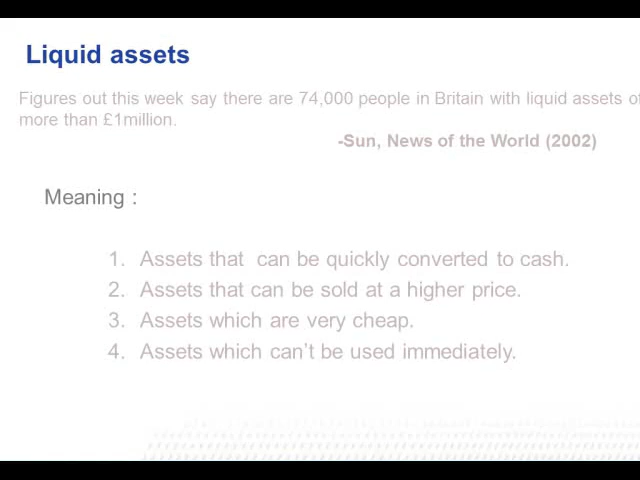 Liquid assets
Figures out this week say there are 74,000 people in Britain with liquid assets of
more than £1million.
-Sun, News of the World (2002)
Meaning :
1. Assets that can be quickly converted to cash.
2. Assets that can be sold at a higher price.
3. Assets which are very cheap.
4. Assets which can't be used immediately.